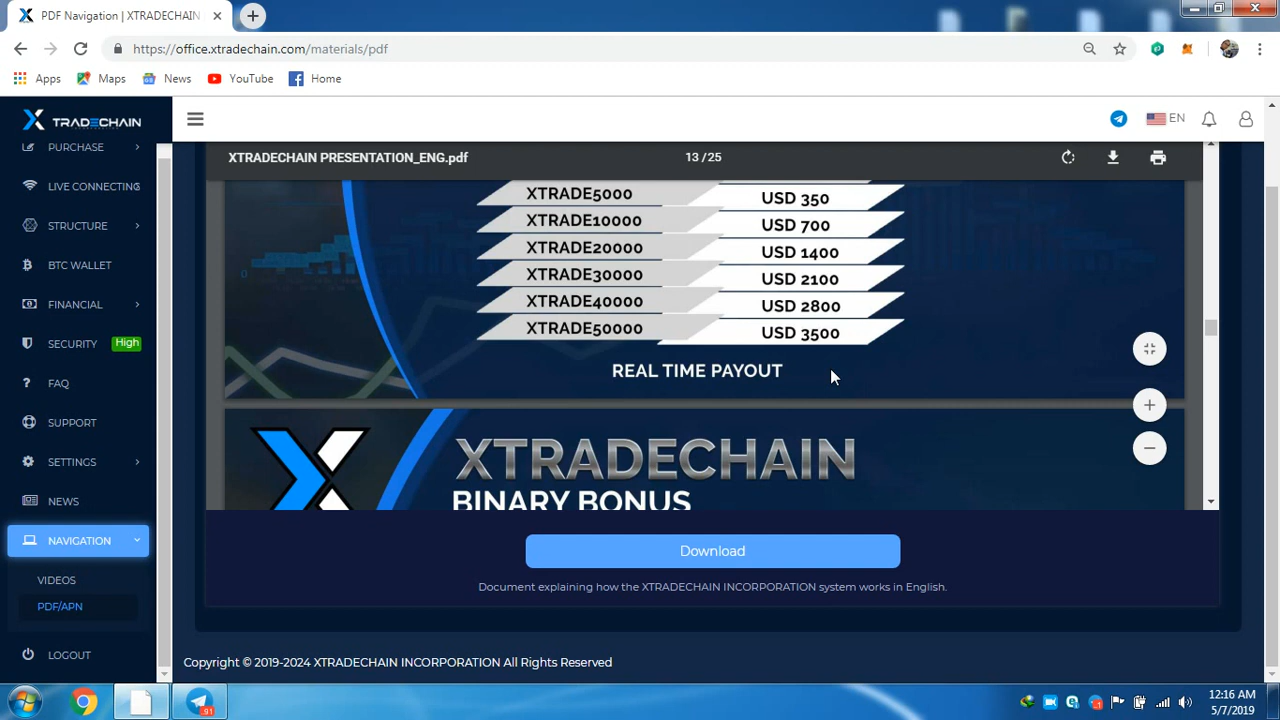 PDF Navigation | XTRADECHAIN
https://office.xtradechain.com/materials/pdf
Apps Maps News YouTube Home
XTRADECHAIN
INCORPORATION
EN
PURCHASE
LIVE CONNECTING
STRUCTURE
BTC WALLET
FINANCIAL
SECURITY High
FAQ
SUPPORT
SETTINGS
NEWS
NAVIGATION
VIDEOS
PDF/APN
LOGOUT
XTRADECHAIN PRESENTATION_ENG.pdf 13 / 25
XTRADE5000 USD 350
XTRADE10000 USD 700
XTRADE20000 USD 1400
XTRADE30000 USD 2100
XTRADE40000 USD 2800
XTRADE50000 USD 3500
REAL TIME PAYOUT
XTRADECHAIN
BINARY BONUS
Download
Document explaining how the XTRADECHAIN INCORPORATION system works in English.
Copyright © 2019-2024 XTRADECHAIN INCORPORATION All Rights Reserved
91
12:16 AM
5/7/2019